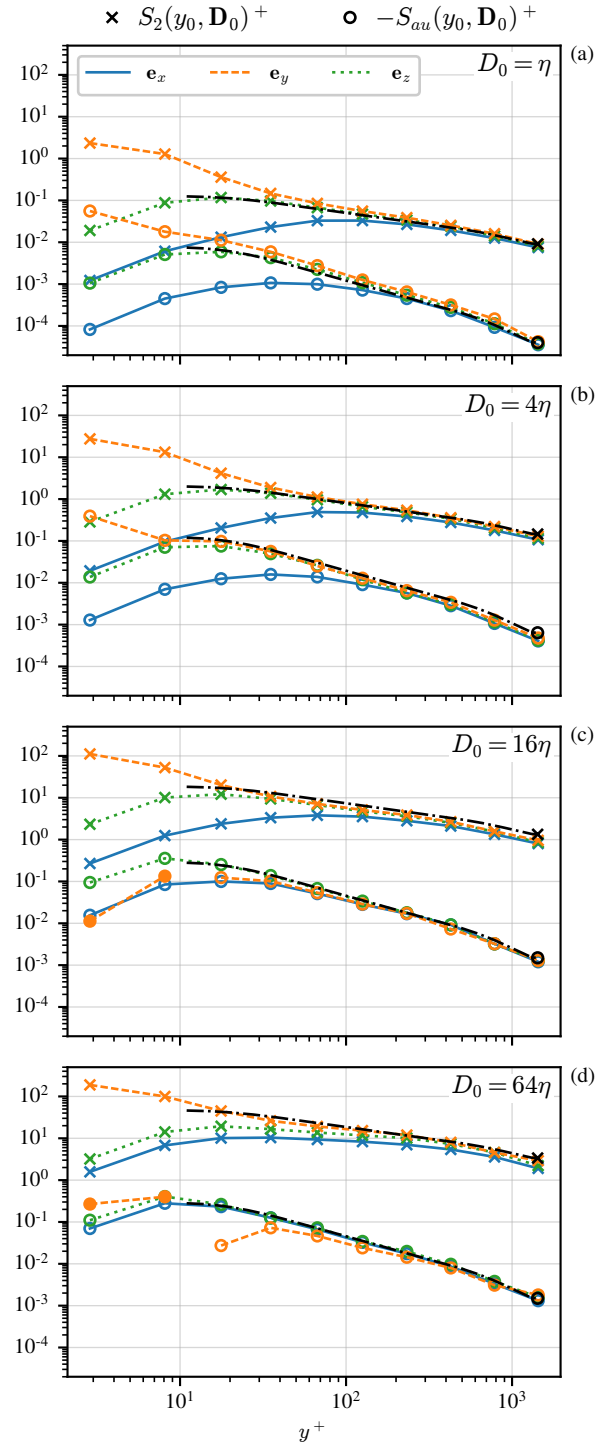 × S₂(y₀, D₀)⁺ ○ −Sₐᵤ(y₀, D₀)⁺
(a)
D₀ = η
eₓ e_y e_z
10²
10¹
10⁰
10⁻¹
10⁻²
10⁻³
10⁻⁴
(b)
D₀ = 4η
10²
10¹
10⁰
10⁻¹
10⁻²
10⁻³
10⁻⁴
(c)
D₀ = 16η
10²
10¹
10⁰
10⁻¹
10⁻²
10⁻³
10⁻⁴
(d)
D₀ = 64η
10²
10¹
10⁰
10⁻¹
10⁻²
10⁻³
10⁻⁴
10¹ 10² 10³
y⁺